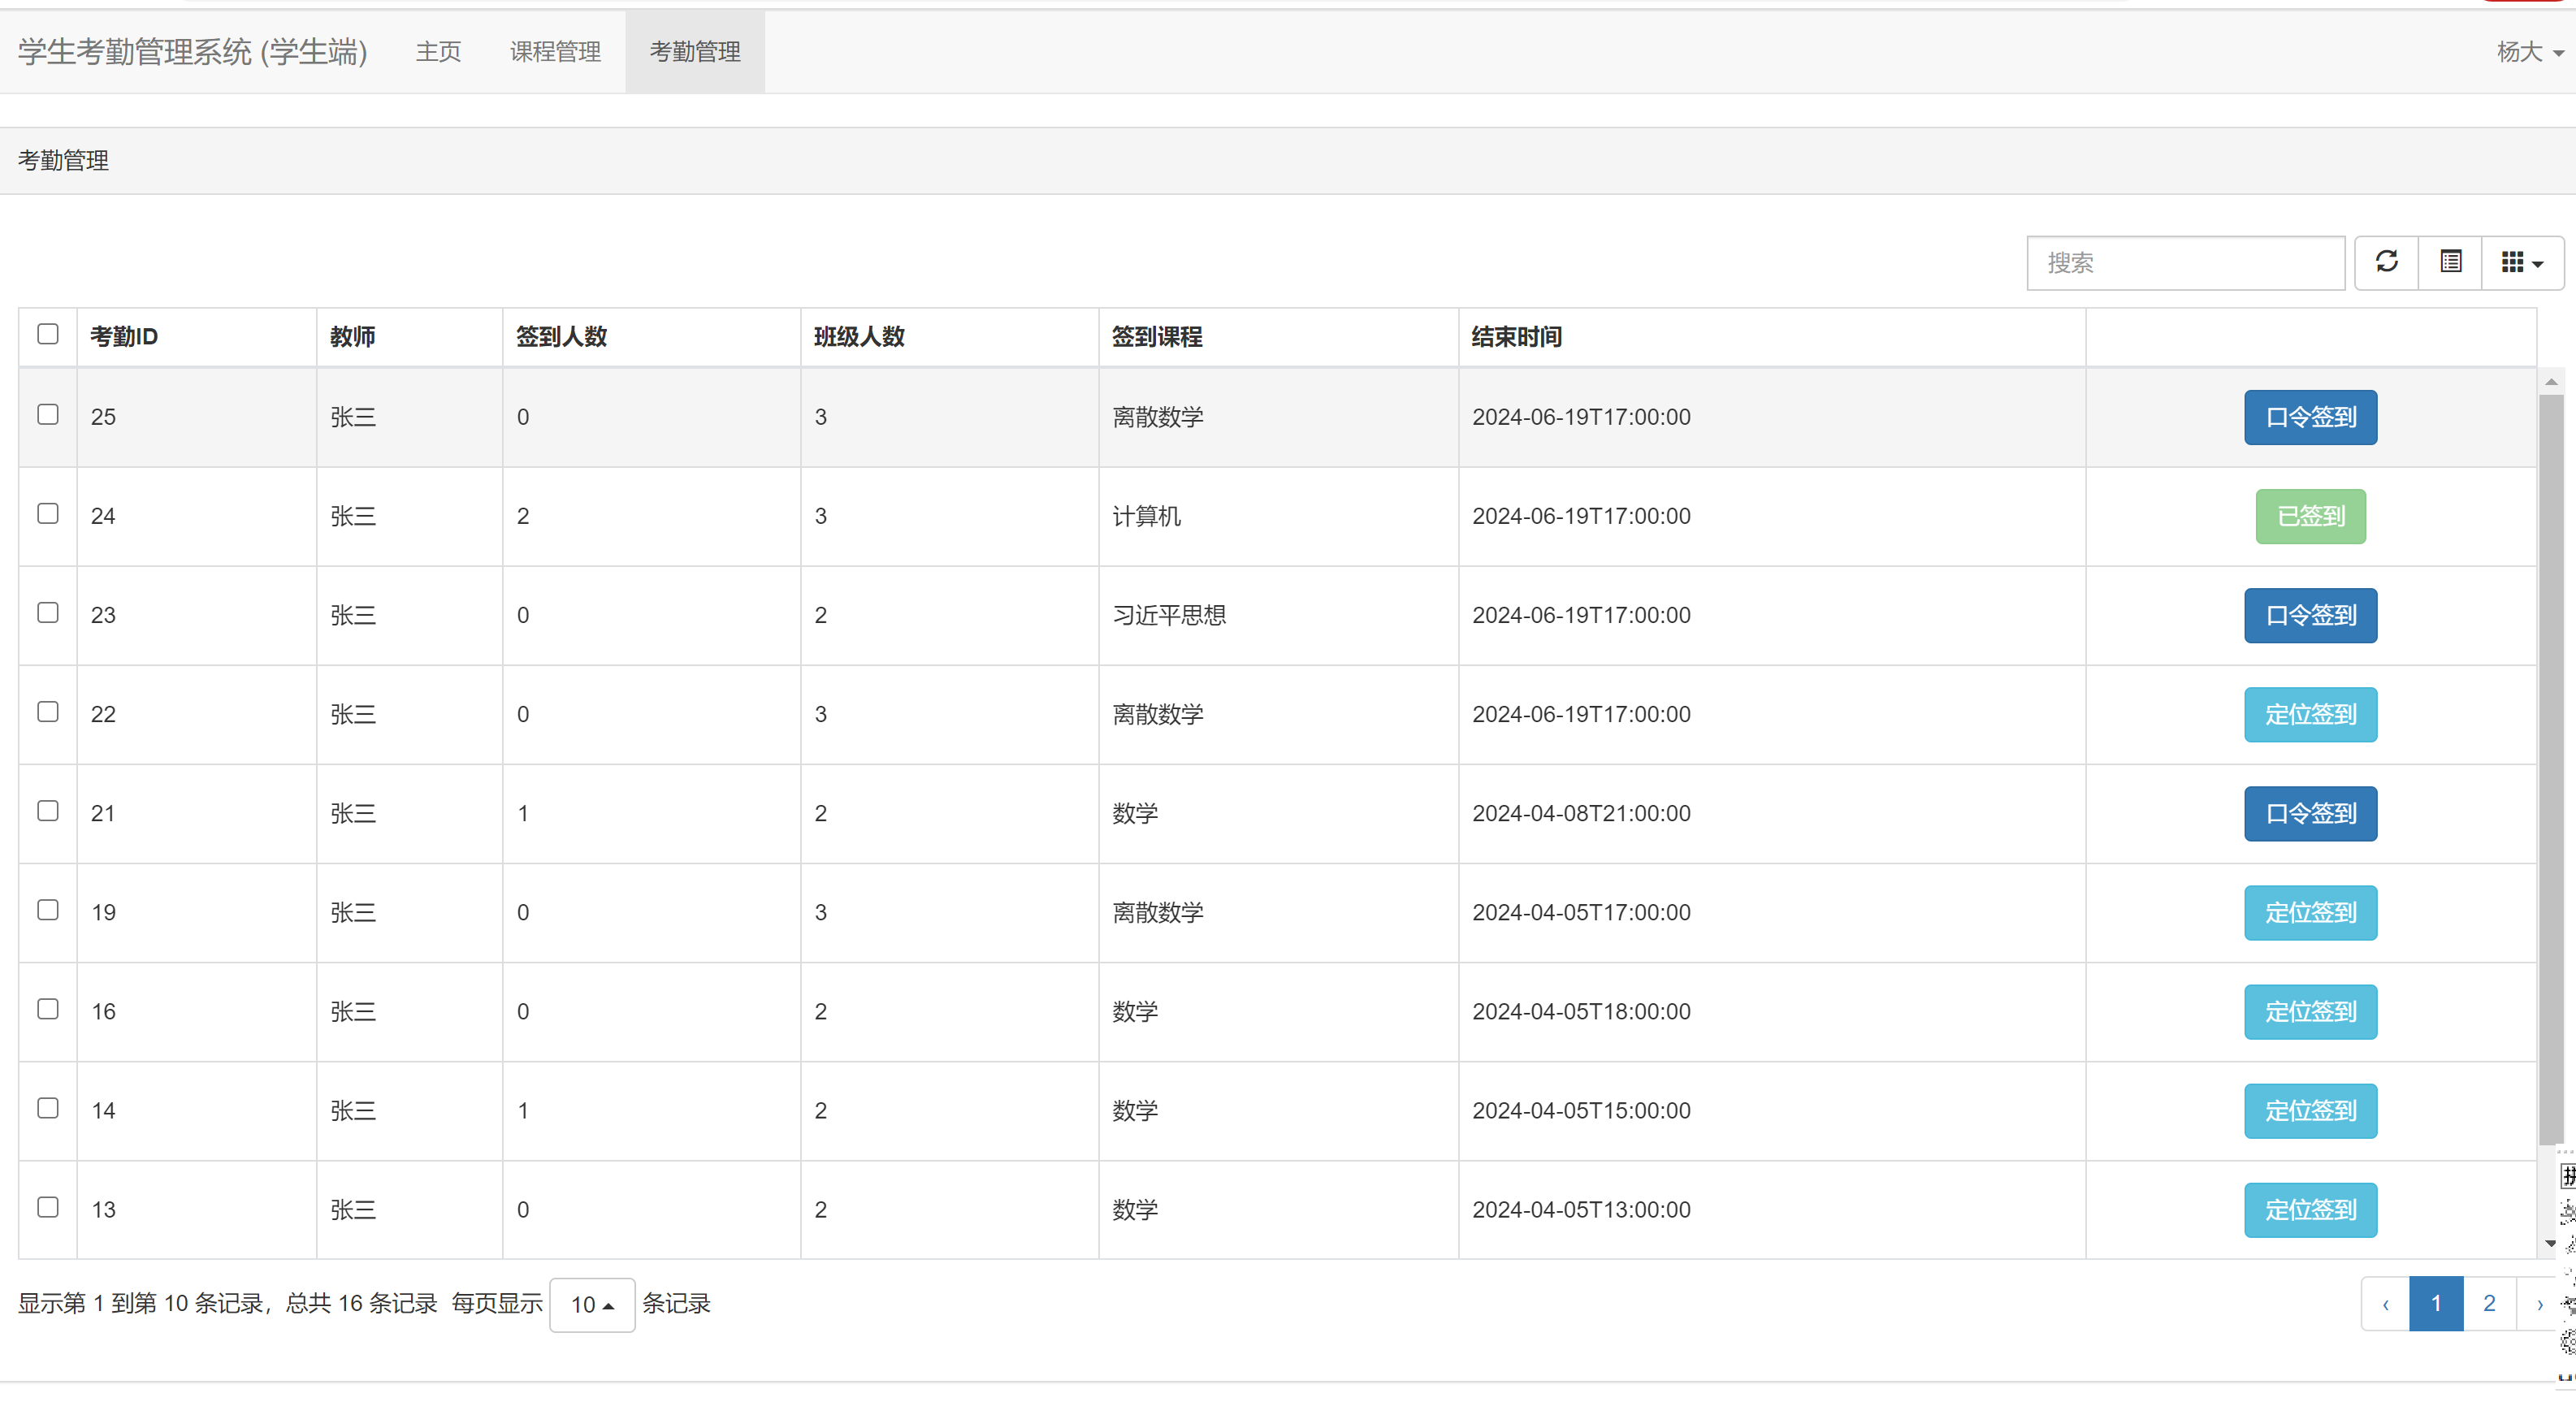 学生考勤管理系统 (学生端) 主页 课程管理 考勤管理 杨大
考勤管理
搜索
考勤ID 教师 签到人数 班级人数 签到课程 结束时间
25 张三 0 3 离散数学 2024-06-19T17:00:00 口令签到
24 张三 2 3 计算机 2024-06-19T17:00:00 已签到
23 张三 0 2 习近平思想 2024-06-19T17:00:00 口令签到
22 张三 0 3 离散数学 2024-06-19T17:00:00 定位签到
21 张三 1 2 数学 2024-04-08T21:00:00 口令签到
19 张三 0 3 离散数学 2024-04-05T17:00:00 定位签到
16 张三 0 2 数学 2024-04-05T18:00:00 定位签到
14 张三 1 2 数学 2024-04-05T15:00:00 定位签到
13 张三 0 2 数学 2024-04-05T13:00:00 定位签到
显示第 1 到第 10 条记录，总共 16 条记录 每页显示 10 条记录 ‹ 1 2 ›